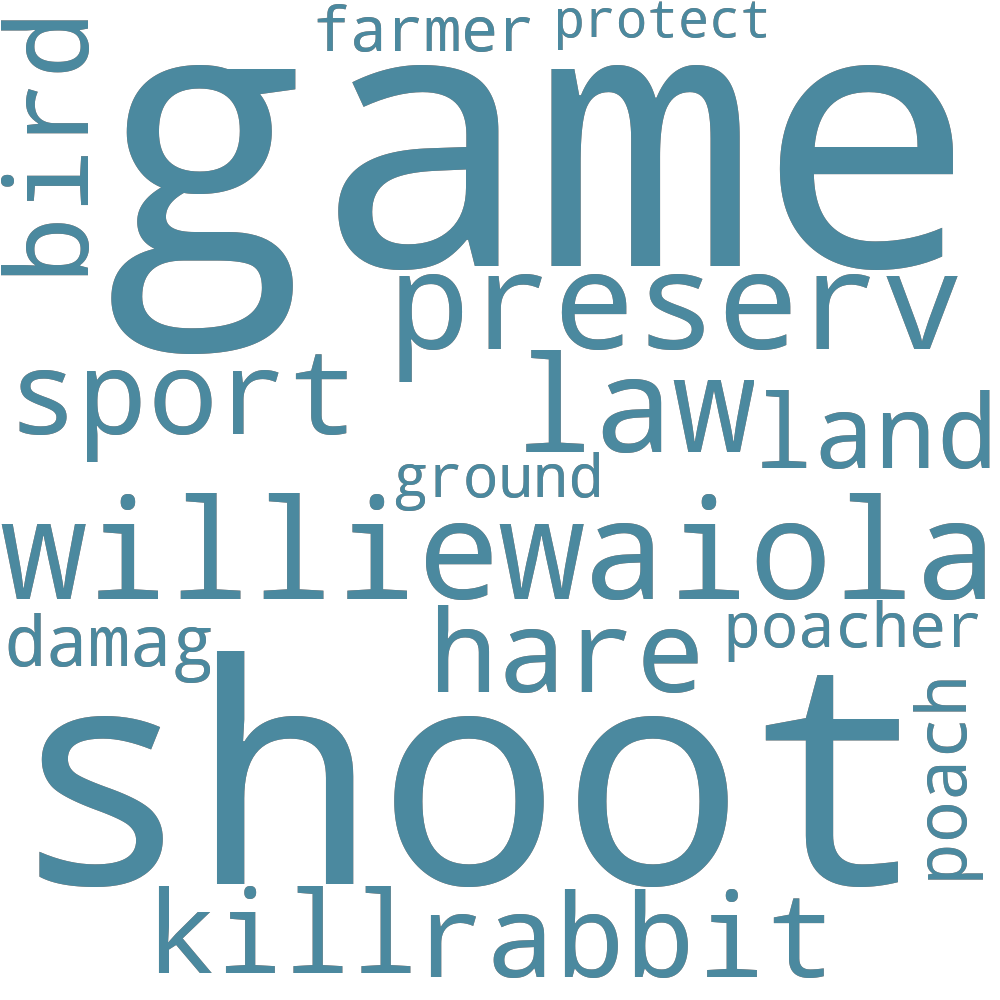 farmer
protect
bird
game
preserv
sport
law
land
ground
williewaiola
damag
hare
poacher
shoot
poach
kill
rabbit